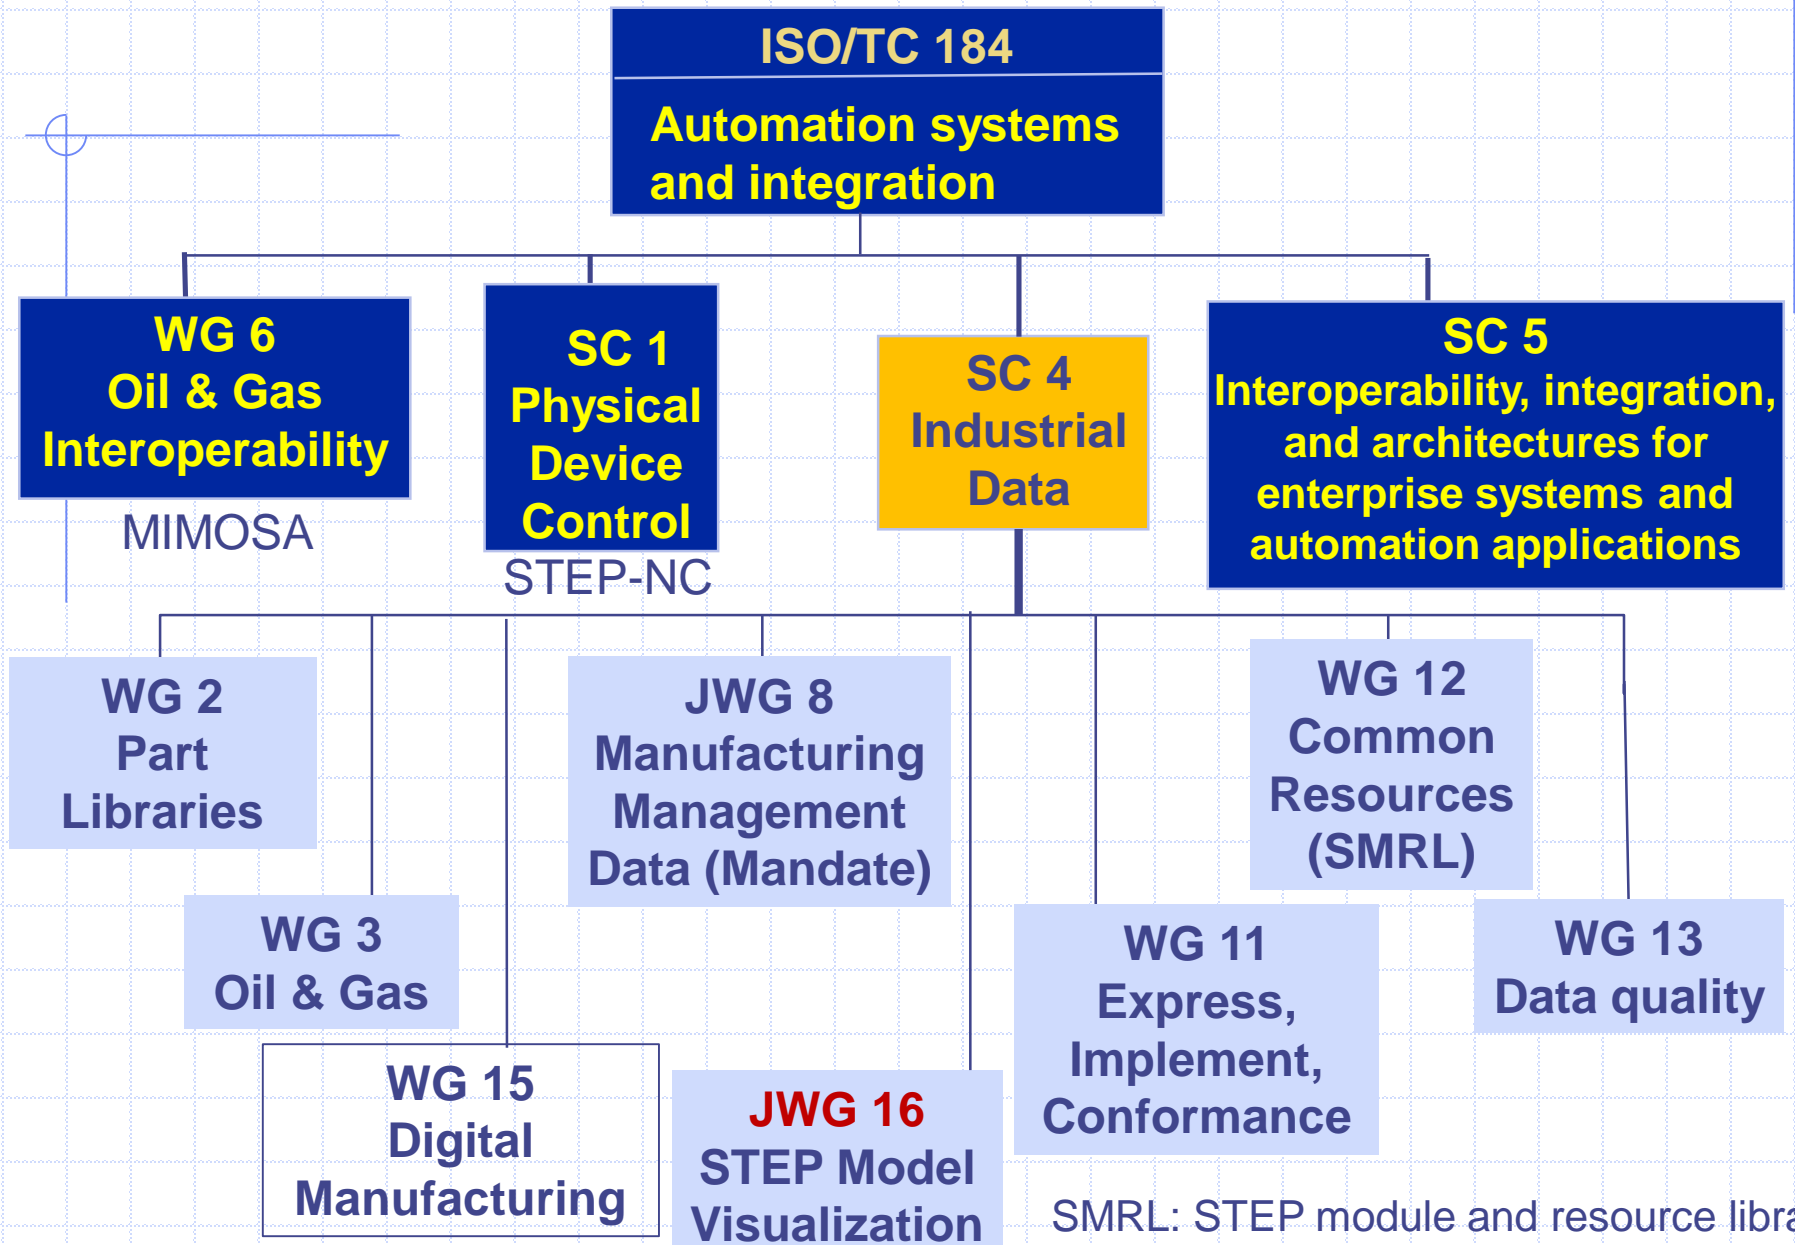 ISO/TC 184
Automation systems
and integration
WG 6
Oil & Gas
Interoperability
MIMOSA
SC 1
Physical
Device
Control
STEP-NC
SC 4
Industrial
Data
SC 5
Interoperability, integration,
and architectures for
enterprise systems and
automation applications
WG 2
Part
Libraries
WG 3
Oil & Gas
WG 15
Digital
Manufacturing
JWG 8
Manufacturing
Management
Data (Mandate)
JWG 16
STEP Model
Visualization
WG 11
Express,
Implement,
Conformance
WG 12
Common
Resources
(SMRL)
WG 13
Data quality
SMRL: STEP module and resource